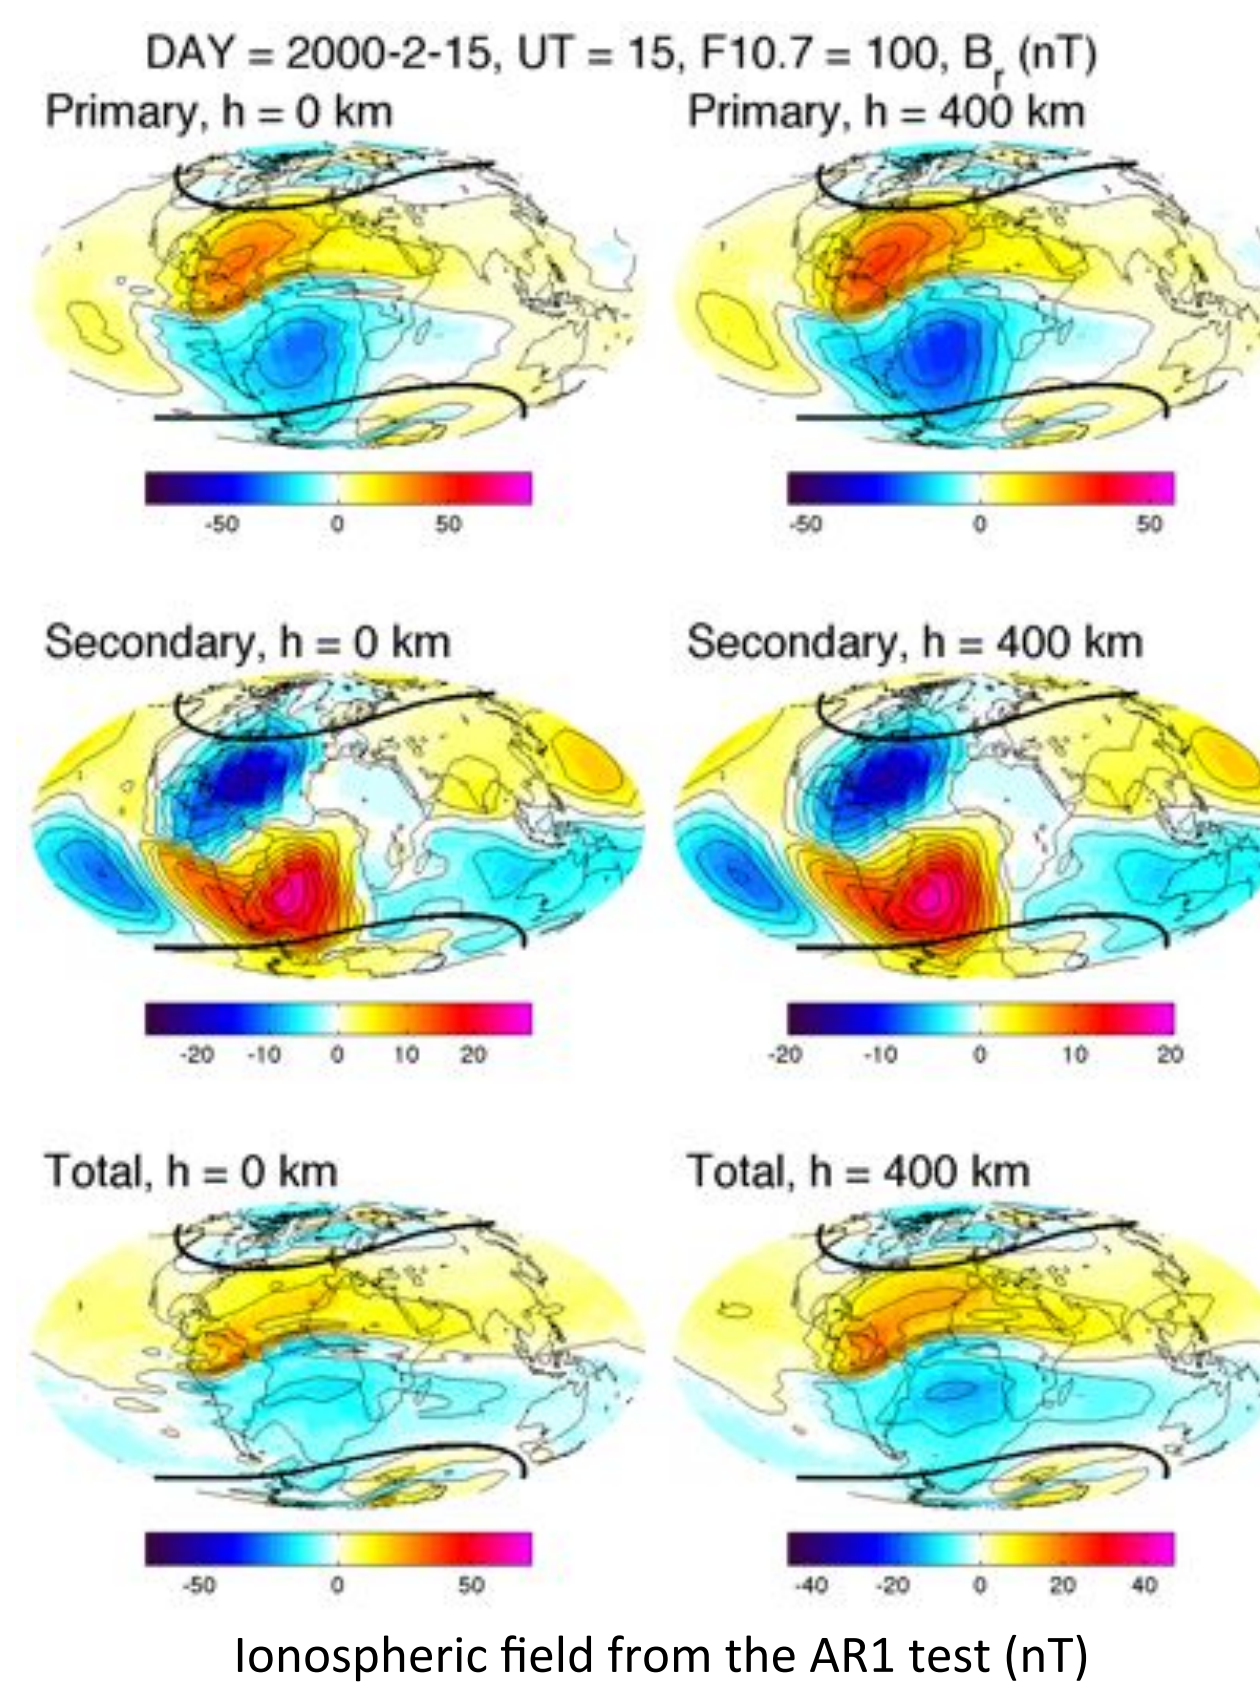 DAY = 2000-2-15, UT = 15, F10.7 = 100, Br (nT)
Primary, h = 0 km
Primary, h = 400 km
-50 0 50
-50 0 50
Secondary, h = 0 km
Secondary, h = 400 km
-20 -10 0 10 20
-20 -10 0 10 20
Total, h = 0 km
Total, h = 400 km
-50 0 50
-40 -20 0 20 40
Ionospheric field from the AR1 test (nT)